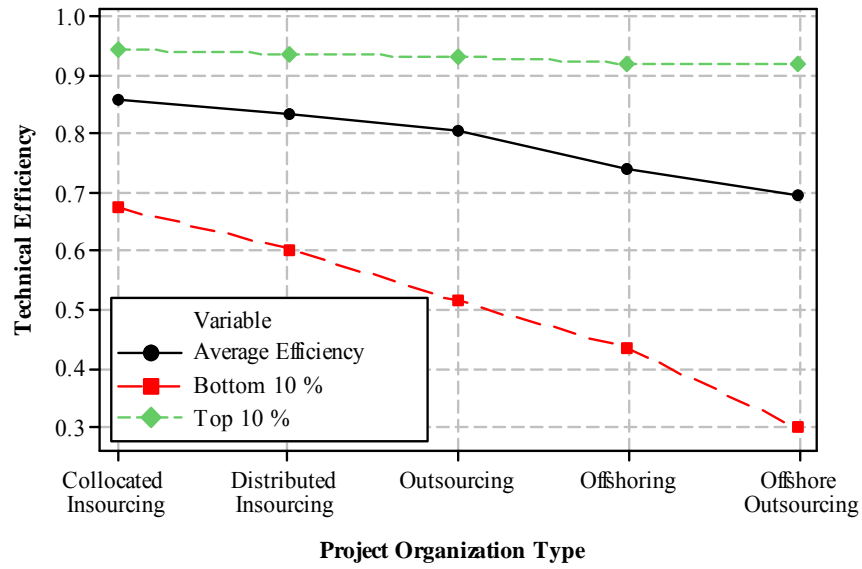 1.0
0.9
0.8
0.7
0.6
0.5
0.4
0.3
Technical Efficiency
Variable
Average Efficiency
Bottom 10 %
Top 10 %
Collocated
Insourcing
Distributed
Insourcing
Outsourcing
Offshoring
Offshore
Outsourcing
Project Organization Type